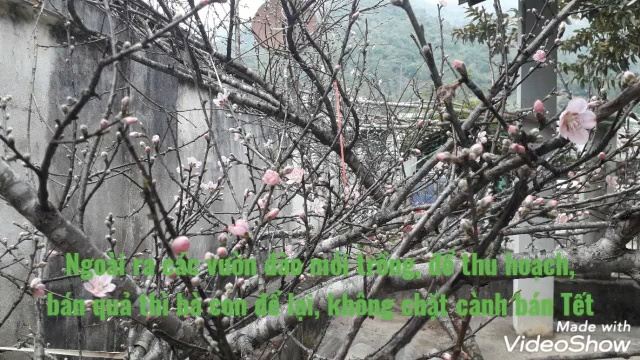 Ngoài ra các vườn đào mới trồng, để thu hoạch,
bán quả thì bà con để lại, không chặt cành bán Tết
Made with
VideoShow